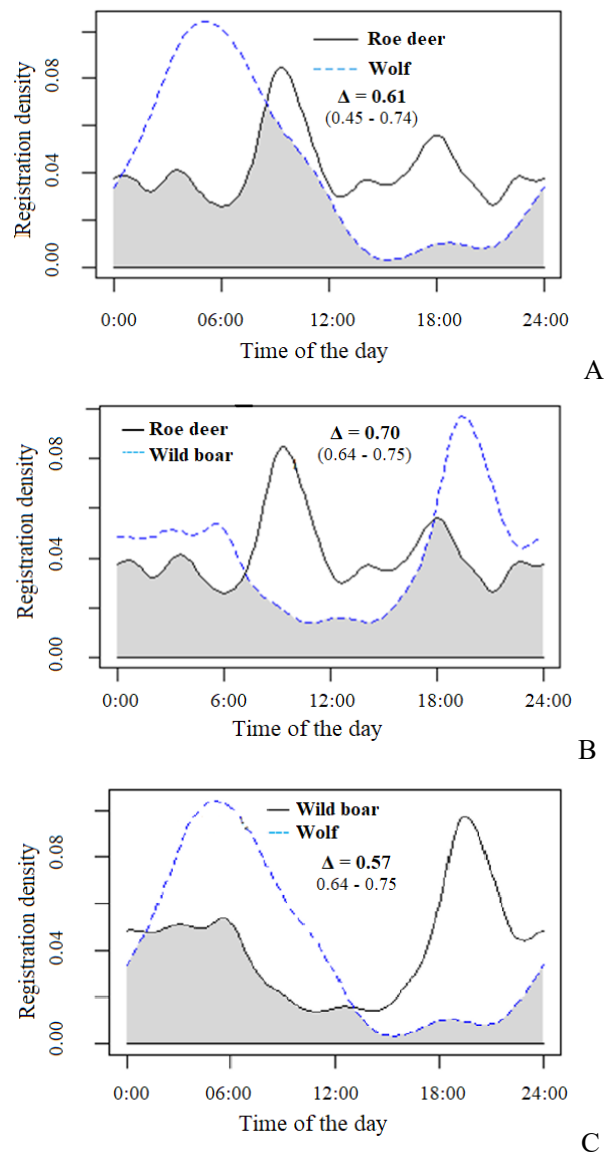 Roe deer
Wolf
Δ = 0.61
(0.45 - 0.74)
Registration density
0.08
0.04
0.00
0:00 06:00 12:00 18:00 24:00
Time of the day
A
Roe deer
Wild boar
Δ = 0.70
(0.64 - 0.75)
Registration density
0.08
0.04
0.00
0:00 6:00 12:00 18:00 24:00
Time of the day
B
Wild boar
Wolf
Δ = 0.57
0.64 - 0.75
Registration density
0.08
0.04
0.00
0:00 06:00 12:00 18:00 24:00
Time of the day
C